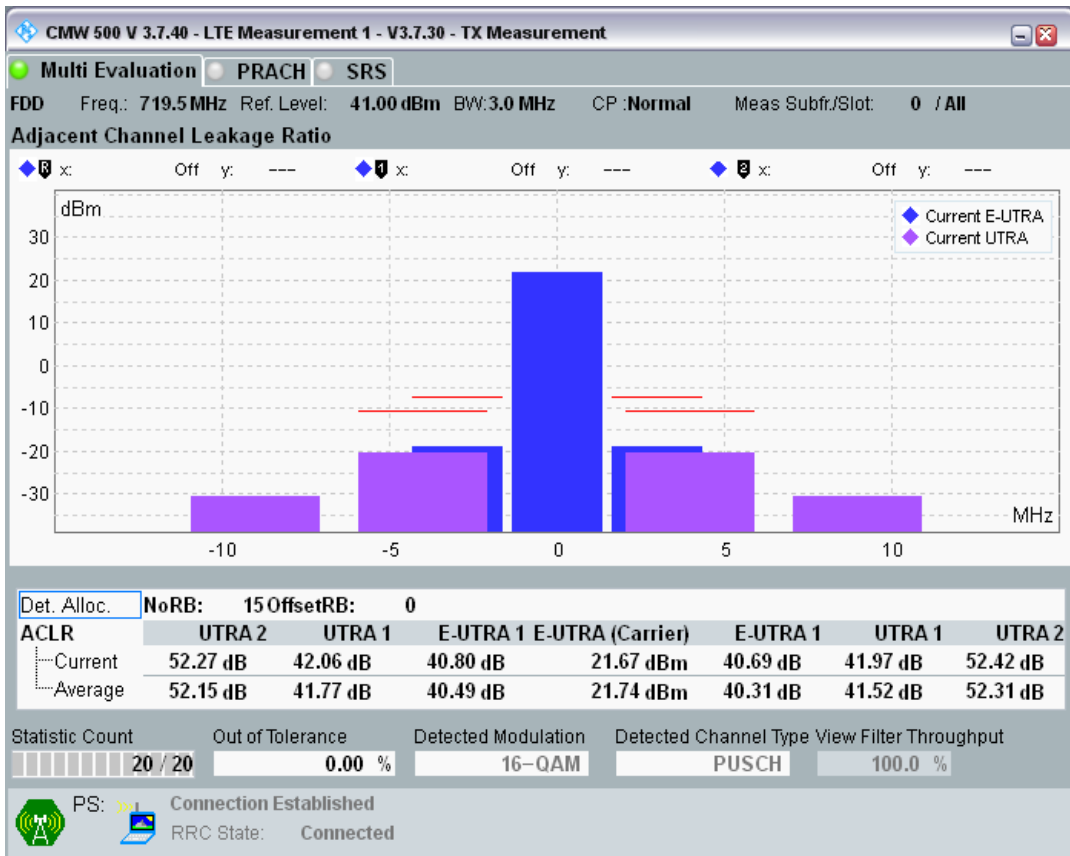 CMW 500 V 3.7.40 - LTE Measurement 1 - V3.7.30 - TX Measurement
Multi Evaluation PRACH SRS
FDD Freq.: 719.5 MHz Ref. Level: 41.00 dBm BW: 3.0 MHz CP :Normal Meas Subfr./Slot: 0 / All
Adjacent Channel Leakage Ratio
R x: Off y: --- 1 x: Off y: --- 2 x: Off y: ---
dBm
Current E-UTRA
Current UTRA
30
20
10
0
-10
-20
-30
MHz
-10 -5 0 5 10
Det. Alloc. NoRB: 15 OffsetRB: 0
ACLR UTRA 2 UTRA 1 E-UTRA 1 E-UTRA (Carrier) E-UTRA 1 UTRA 1 UTRA 2
Current 52.27 dB 42.06 dB 40.80 dB 21.67 dBm 40.69 dB 41.97 dB 52.42 dB
Average 52.15 dB 41.77 dB 40.49 dB 21.74 dBm 40.31 dB 41.52 dB 52.31 dB
Statistic Count Out of Tolerance Detected Modulation Detected Channel Type View Filter Throughput
20 / 20 0.00 % 16-QAM PUSCH 100.0 %
PS: Connection Established
RRC State: Connected